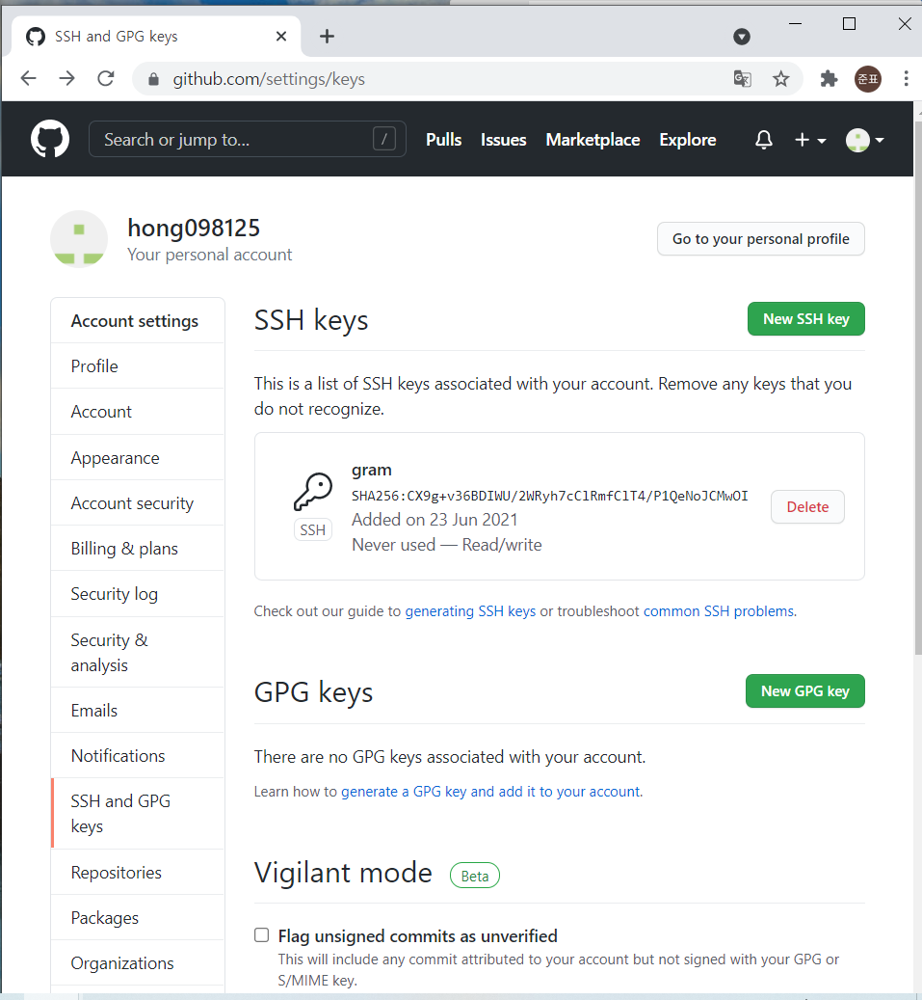 SSH and GPG keys
github.com/settings/keys
준표
Search or jump to...
/
Pulls
Issues
Marketplace
Explore
hong098125
Your personal account
Go to your personal profile
Account settings
Profile
Account
Appearance
Account security
Billing & plans
Security log
Security &
analysis
Emails
Notifications
SSH and GPG
keys
Repositories
Packages
Organizations
SSH keys
New SSH key
This is a list of SSH keys associated with your account. Remove any keys that you
do not recognize.
gram
SHA256:CX9g+v36BDIWU/2WRyh7cClRmfClT4/P1QeNoJCMwOI
SSH
Added on 23 Jun 2021
Never used — Read/write
Delete
Check out our guide to generating SSH keys or troubleshoot common SSH problems.
GPG keys
New GPG key
There are no GPG keys associated with your account.
Learn how to generate a GPG key and add it to your account.
Vigilant mode
Beta
Flag unsigned commits as unverified
This will include any commit attributed to your account but not signed with your GPG or
S/MIME key.